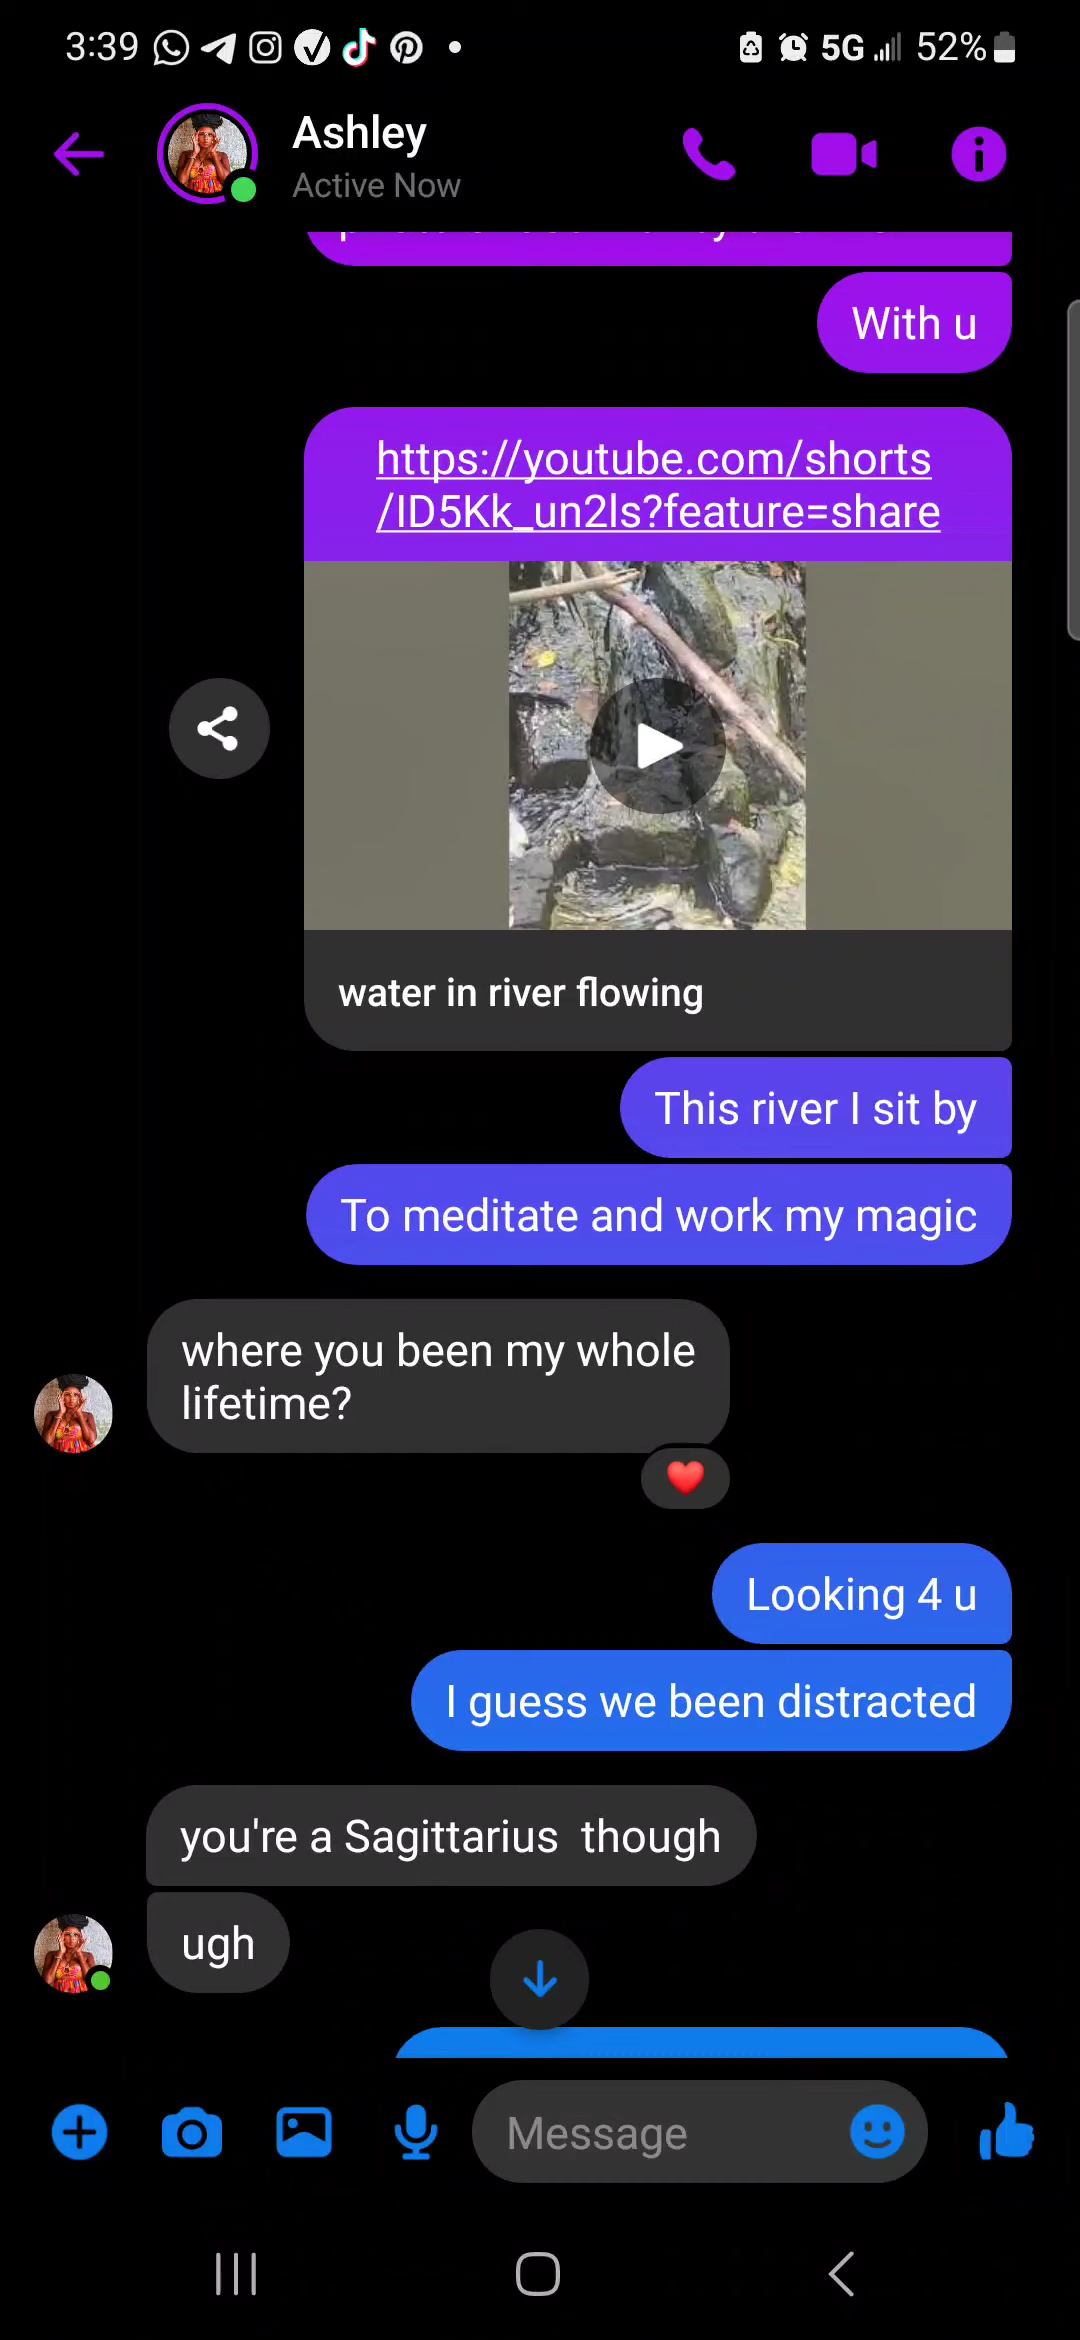 3:39
5G
52%
Ashley
Active Now
With u
https://youtube.com/shorts
/ID5Kk_un2ls?feature=share
water in river flowing
This river I sit by
To meditate and work my magic
where you been my whole
lifetime?
Looking 4 u
I guess we been distracted
you're a Sagittarius  though
ugh
Message